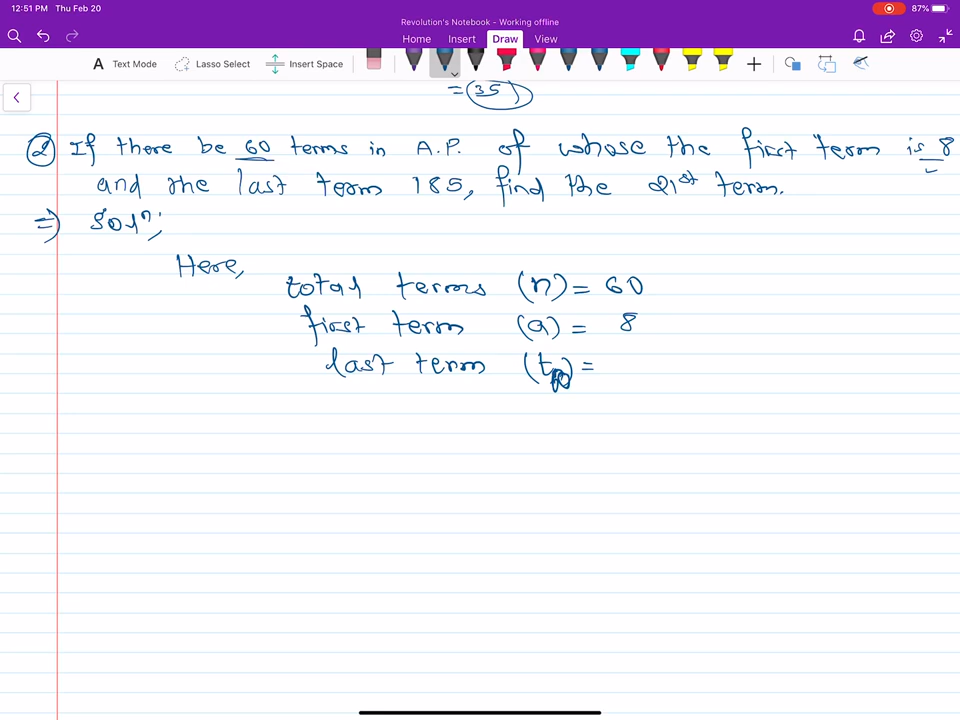 12:51 PM Thu Feb 20
87%
Revolution's Notebook - Working offline
Home Insert Draw View
A Text Mode Lasso Select Insert Space
= 35
2 If there be 60 terms in A.P. of whose the first term is 8
and the last term 185, find the 21st term.
⇒ Solⁿ;
Here,
total terms (n) = 60
first term (a) = 8
last term (t) =